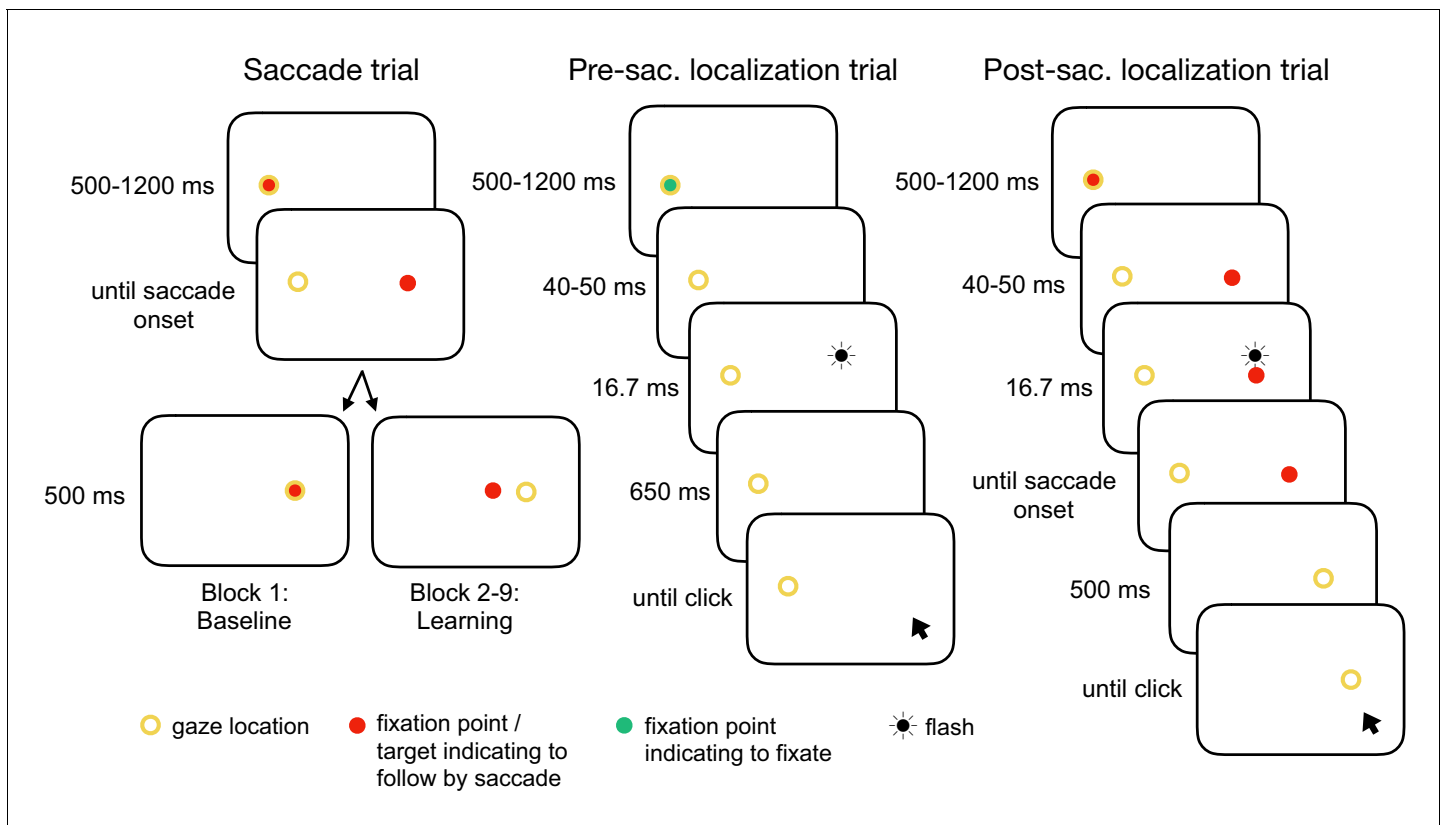 Saccade trial
500-1200 ms
until saccade
onset
500 ms
Block 1:
Baseline
Block 2-9:
Learning
Pre-sac. localization trial
500-1200 ms
40-50 ms
16.7 ms
650 ms
until click
Post-sac. localization trial
500-1200 ms
40-50 ms
16.7 ms
until saccade
onset
500 ms
until click
gaze location
fixation point /
target indicating to
follow by saccade
fixation point
indicating to fixate
flash